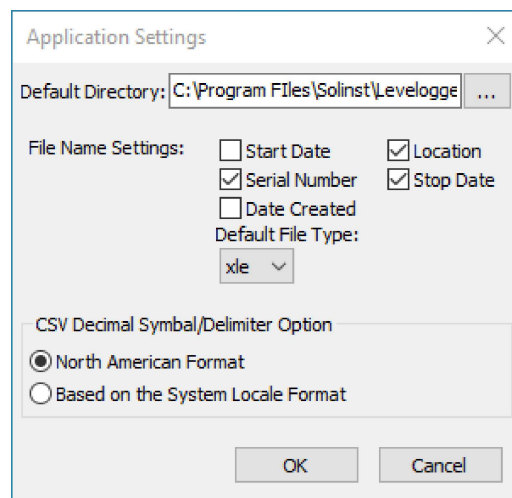 Application Settings
Default Directory: C:\Program FIles\Solinst\Levelogge ...
File Name Settings: Start Date Location
Serial Number Stop Date
Date Created
Default File Type:
xle
CSV Decimal Symbal/Delimiter Option
North American Format
Based on the System Locale Format
OK Cancel